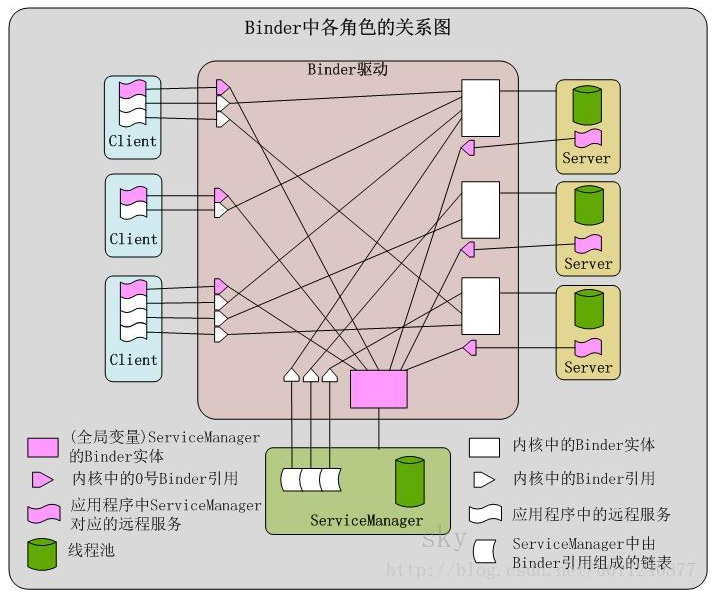 Binder中各角色的关系图
Binder驱动
Client
Client
Client
Server
Server
Server
ServiceManager
(全局变量)ServiceManager
的Binder实体
内核中的0号Binder引用
应用程序中ServiceManager
对应的远程服务
线程池
内核中的Binder实体
内核中的Binder引用
应用程序中的远程服务
ServiceManager中由
Binder引用组成的链表
sky